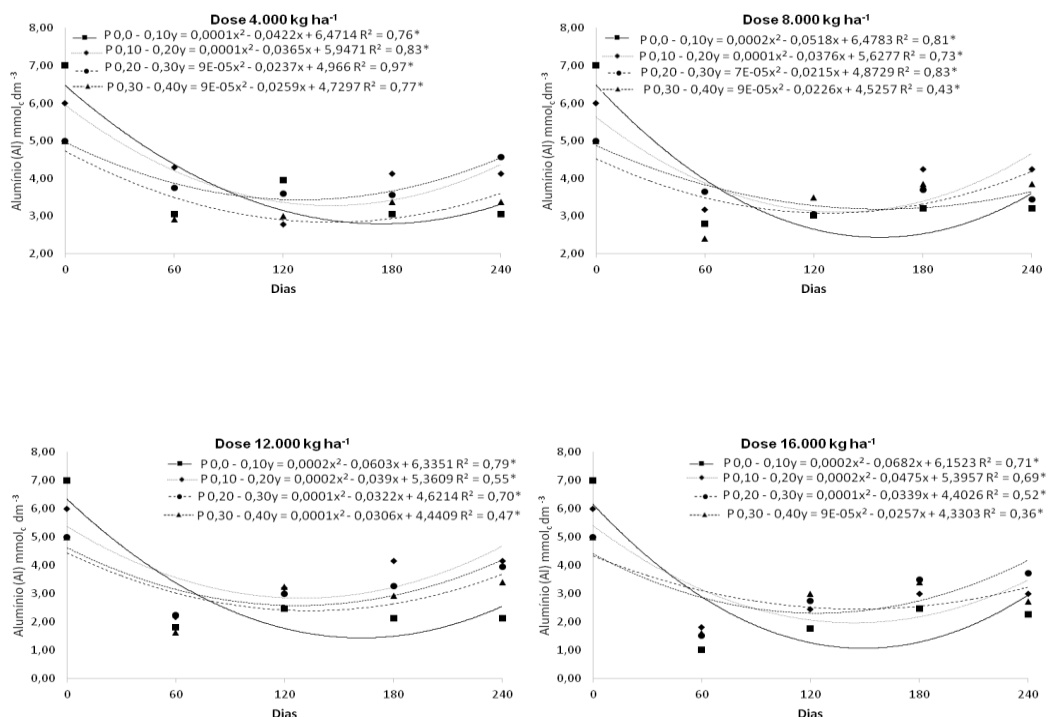 Dose 4.000 kg ha⁻¹
8,00
7,00
6,00
5,00
4,00
3,00
2,00
Alumínio (Al) mmolc dm⁻³
P 0,0 - 0,10y = 0,0001x² - 0,0422x + 6,4714 R² = 0,76*
P 0,10 - 0,20y = 0,0001x² - 0,0365x + 5,9471 R² = 0,83*
P 0,20 - 0,30y = 9E-05x² - 0,0237x + 4,966 R² = 0,97*
P 0,30 - 0,40y = 9E-05x² - 0,0259x + 4,7297 R² = 0,77*
0 60 120 180 240
Dias
Dose 8.000 kg ha⁻¹
8,00
7,00
6,00
5,00
4,00
3,00
2,00
Alumínio (Al) mmolc dm⁻³
P 0,0 - 0,10y = 0,0002x² - 0,0518x + 6,4783 R² = 0,81*
P 0,10 - 0,20y = 0,0001x² - 0,0376x + 5,6277 R² = 0,73*
P 0,20 - 0,30y = 7E-05x² - 0,0215x + 4,8729 R² = 0,83*
P 0,30 - 0,40y = 9E-05x² - 0,0226x + 4,5257 R² = 0,43*
0 60 120 180 240
Dias
Dose 12.000 kg ha⁻¹
8,00
7,00
6,00
5,00
4,00
3,00
2,00
1,00
0,00
Alumínio (Al) mmolc dm⁻³
P 0,0 - 0,10y = 0,0002x² - 0,0603x + 6,3351 R² = 0,79*
P 0,10 - 0,20y = 0,0002x² - 0,039x + 5,3609 R² = 0,55*
P 0,20 - 0,30y = 0,0001x² - 0,0322x + 4,6214 R² = 0,70*
P 0,30 - 0,40y = 0,0001x² - 0,0306x + 4,4409 R² = 0,47*
0 60 120 180 240
Dias
Dose 16.000 kg ha⁻¹
8,00
7,00
6,00
5,00
4,00
3,00
2,00
1,00
0,00
Alumínio (Al) mmolc dm⁻³
P 0,0 - 0,10y = 0,0002x² - 0,0682x + 6,1523 R² = 0,71*
P 0,10 - 0,20y = 0,0002x² - 0,0475x + 5,3957 R² = 0,69*
P 0,20 - 0,30y = 0,0001x² - 0,0339x + 4,4026 R² = 0,52*
P 0,30 - 0,40y = 9E-05x² - 0,0257x + 4,3303 R² = 0,36*
0 60 120 180 240
Dias